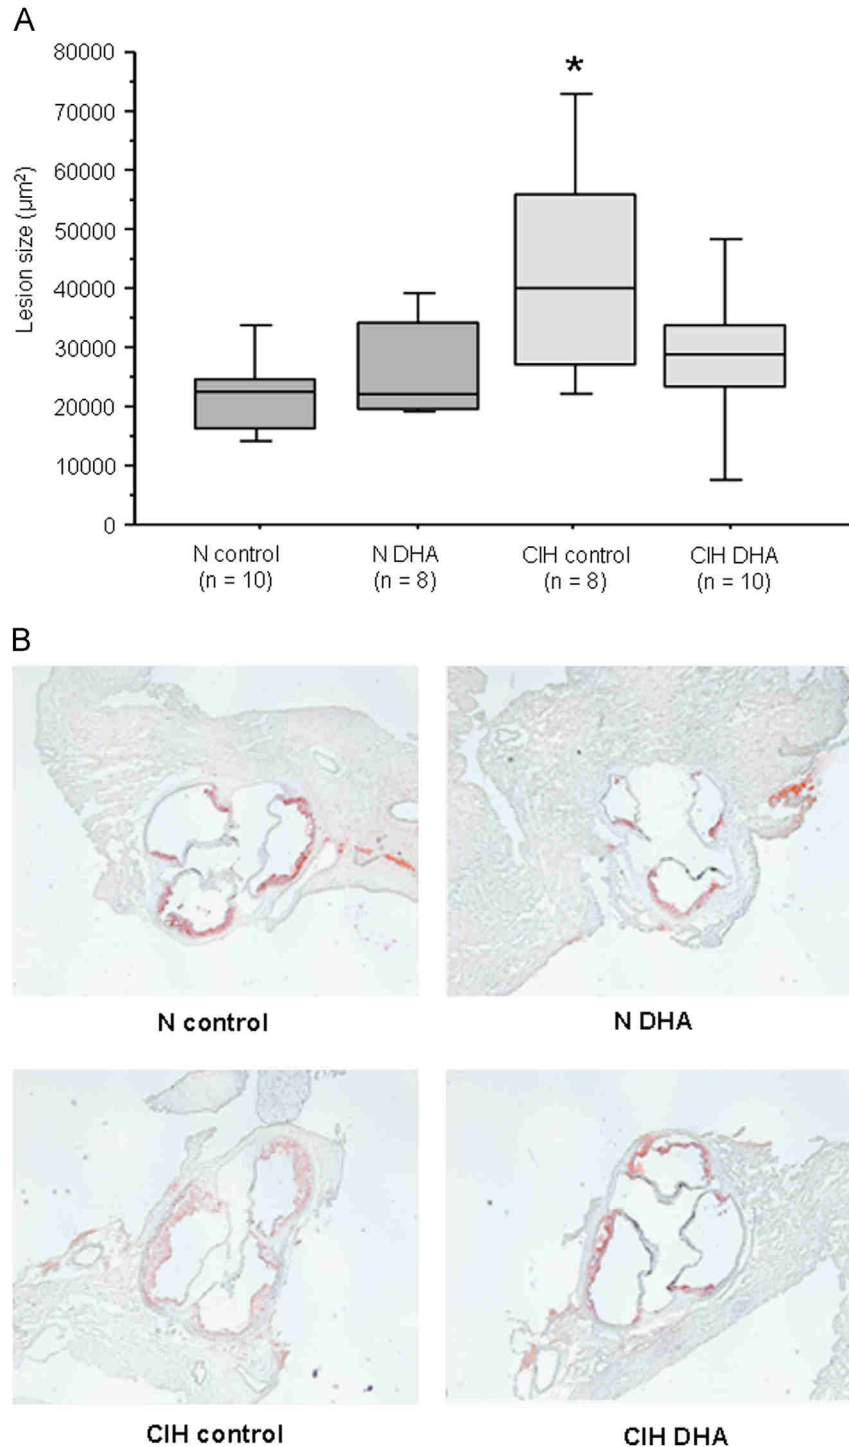 A
80000
70000
60000
50000
40000
30000
20000
10000
0
Lesion size (µm²)
*
N control
(n = 10)
N DHA
(n = 8)
CIH control
(n = 8)
CIH DHA
(n = 10)
B
N control
N DHA
CIH control
CIH DHA